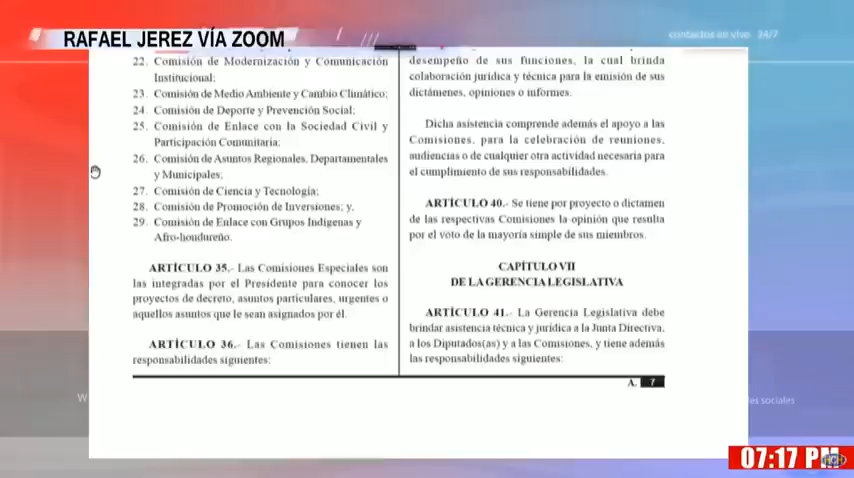 RAFAEL JEREZ VÍA ZOOM
contactos en vivo 24/7
22. Comisión de Modernización y Comunicación
Institucional;
23. Comisión de Medio Ambiente y Cambio Climático;
24. Comisión de Deporte y Prevención Social;
25. Comisión de Enlace con la Sociedad Civil y
Participación Comunitaria;
26. Comisión de Asuntos Regionales, Departamentales
y Municipales;
27. Comisión de Ciencia y Tecnología;
28. Comisión de Promoción de Inversiones; y,
29. Comisión de Enlace con Grupos Indígenas y
Afro-hondureño.
ARTÍCULO 35.- Las Comisiones Especiales son
las integradas por el Presidente para conocer los
proyectos de decreto, asuntos particulares, urgentes o
aquellos asuntos que le sean asignados por él.
ARTÍCULO 36.- Las Comisiones tienen las
responsabilidades siguientes:
desempeño de sus funciones, la cual brinda
colaboración jurídica y técnica para la emisión de sus
dictámenes, opiniones o informes.
Dicha asistencia comprende además el apoyo a las
Comisiones, para la celebración de reuniones,
audiencias o de cualquier otra actividad necesaria para
el cumplimiento de sus responsabilidades.
ARTÍCULO 40.- Se tiene por proyecto o dictamen
de las respectivas Comisiones la opinión que resulta
por el voto de la mayoría simple de sus miembros.
CAPÍTULO VII
DE LA GERENCIA LEGISLATIVA
ARTÍCULO 41.- La Gerencia Legislativa debe
brindar asistencia técnica y jurídica a la Junta Directiva,
a los Diputados(as) y a las Comisiones, y tiene además
las responsabilidades siguientes:
A. 7
W
es sociales
07:17 PM
HCH